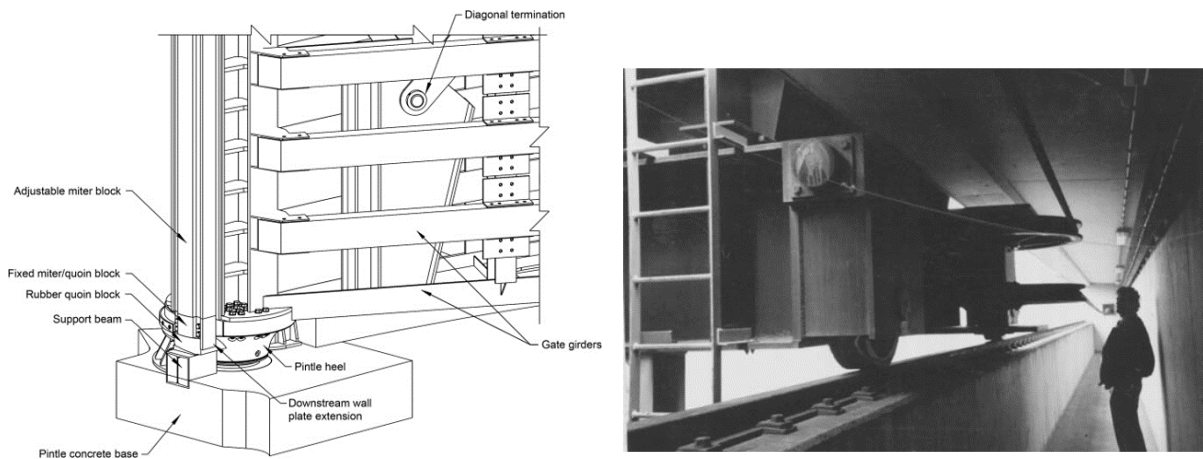 Diagonal termination
Adjustable miter block
Fixed miter/quoin block
Rubber quoin block
Support beam
Gate girders
Pintle heel
Downstream wall
plate extension
Pintle concrete base